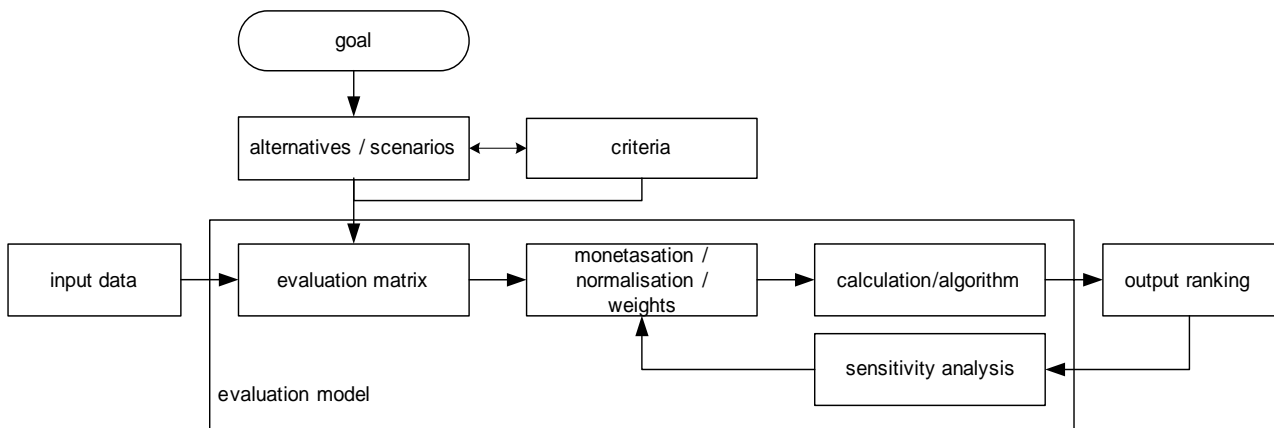 goal
alternatives / scenarios
criteria
input data
evaluation matrix
monetasation /
normalisation /
weights
calculation/algorithm
output ranking
sensitivity analysis
evaluation model